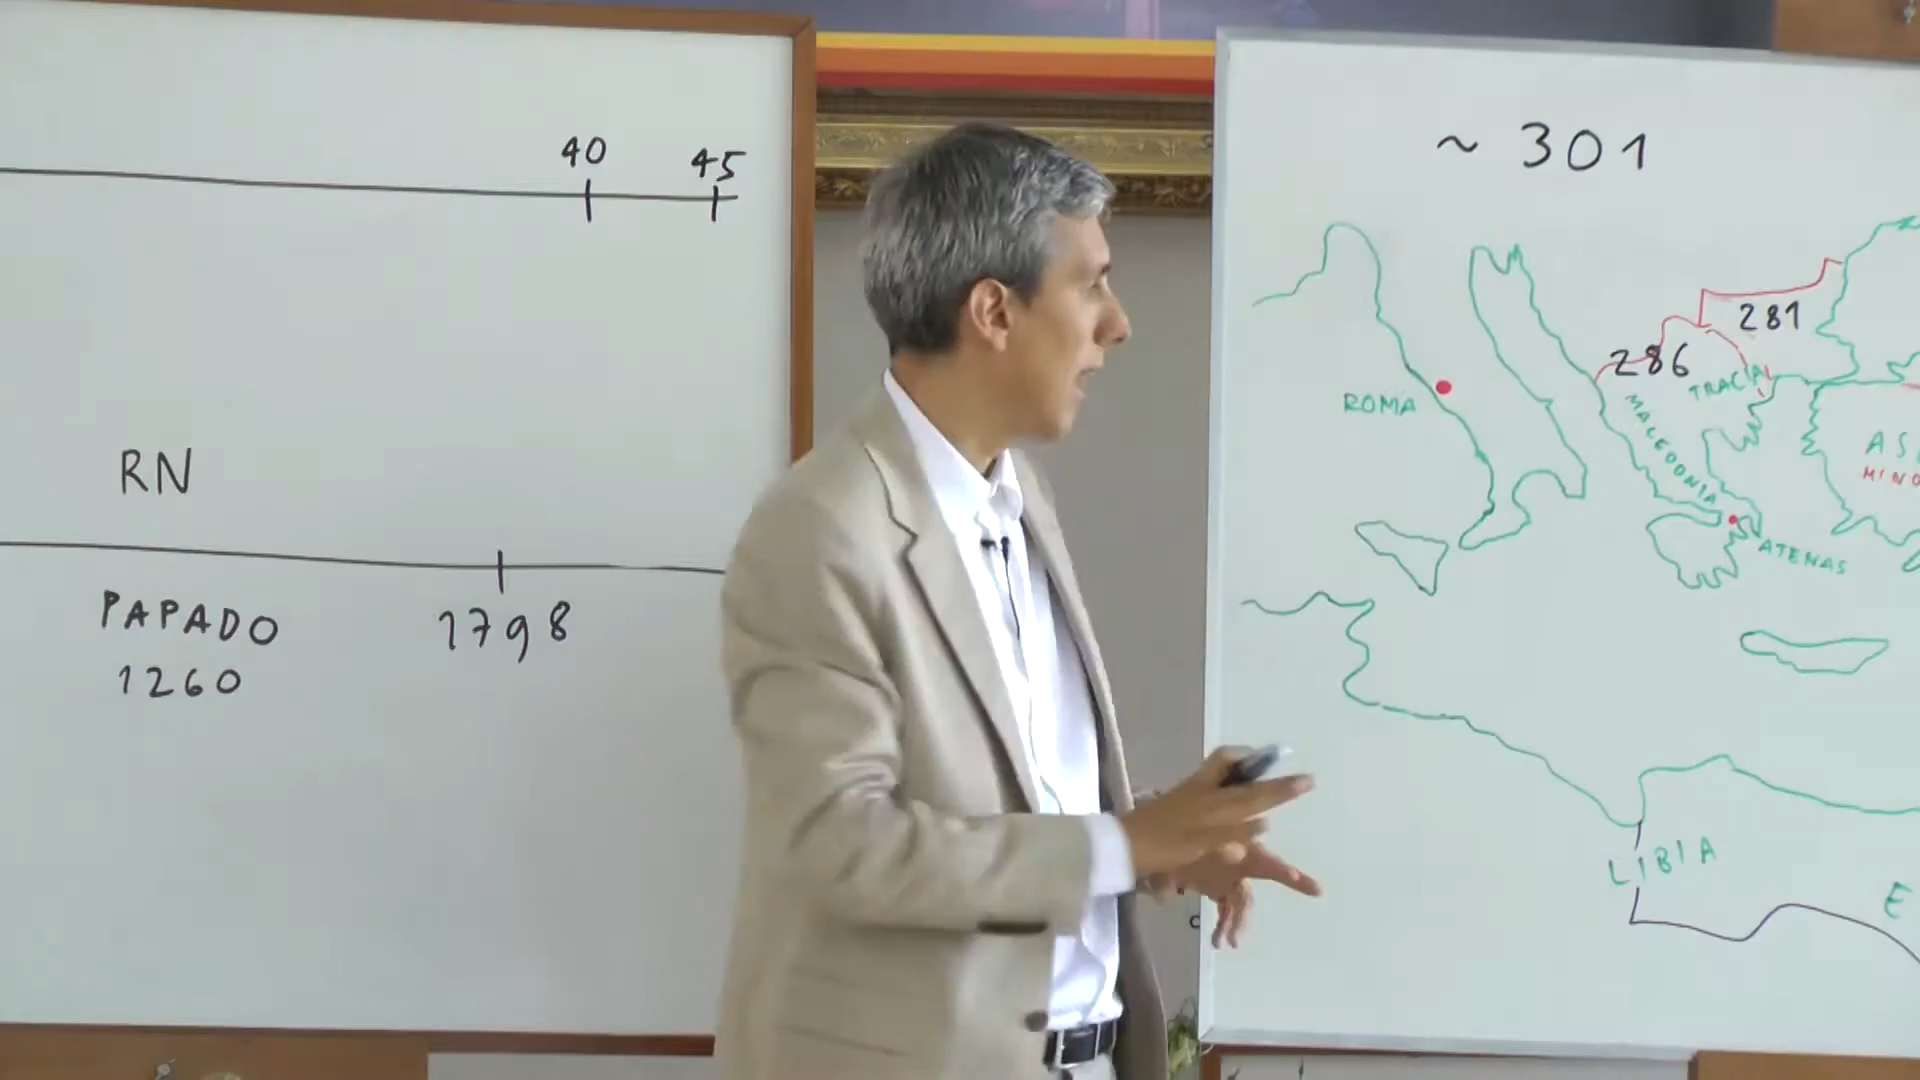 40 45
RN
PAPADO 1798
1260
~ 301
281
286
TRACIA
ROMA
MACEDONIA
ATENAS
LIBIA